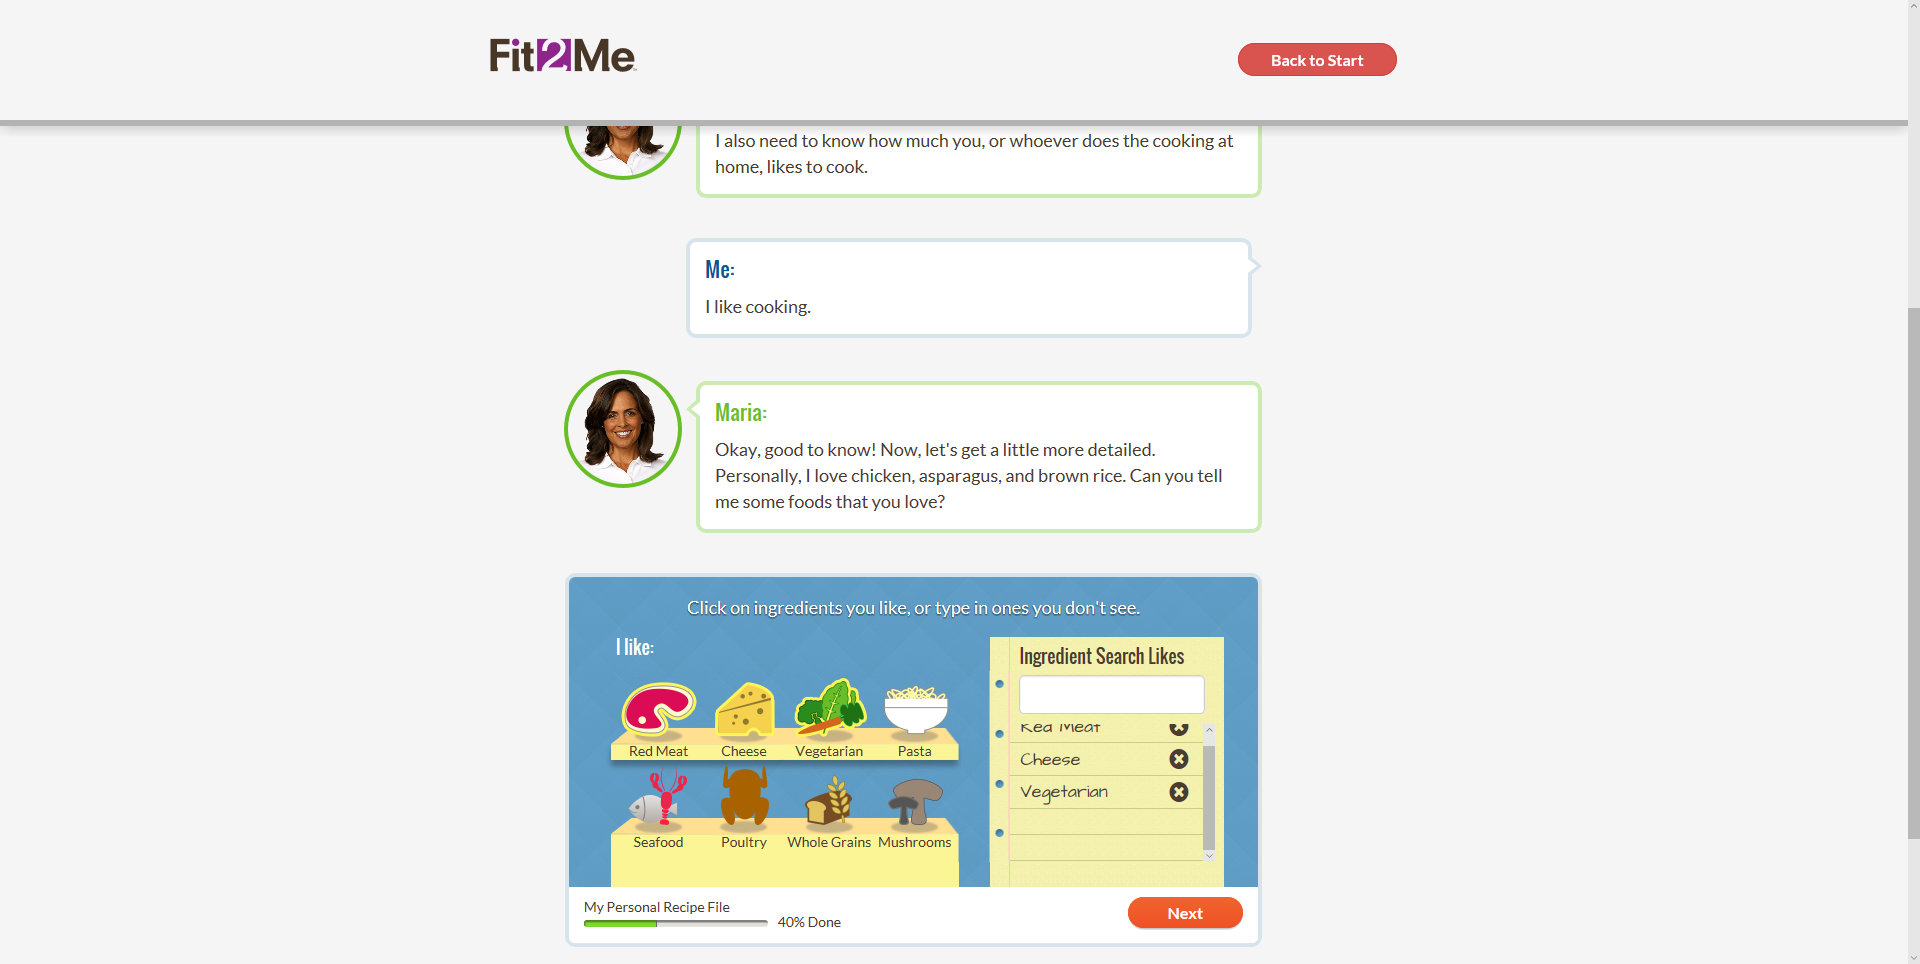 Fit2Me
Back to Start
I also need to know how much you, or whoever does the cooking at
home, likes to cook.
Me:
I like cooking.
Maria:
Okay, good to know! Now, let's get a little more detailed.
Personally, I love chicken, asparagus, and brown rice. Can you tell
me some foods that you love?
Click on ingredients you like, or type in ones you don't see.
I like:
Red Meat
Cheese
Vegetarian
Pasta
Seafood
Poultry
Whole Grains
Mushrooms
Ingredient Search Likes
Red Meat
Cheese
Vegetarian
My Personal Recipe File
40% Done
Next